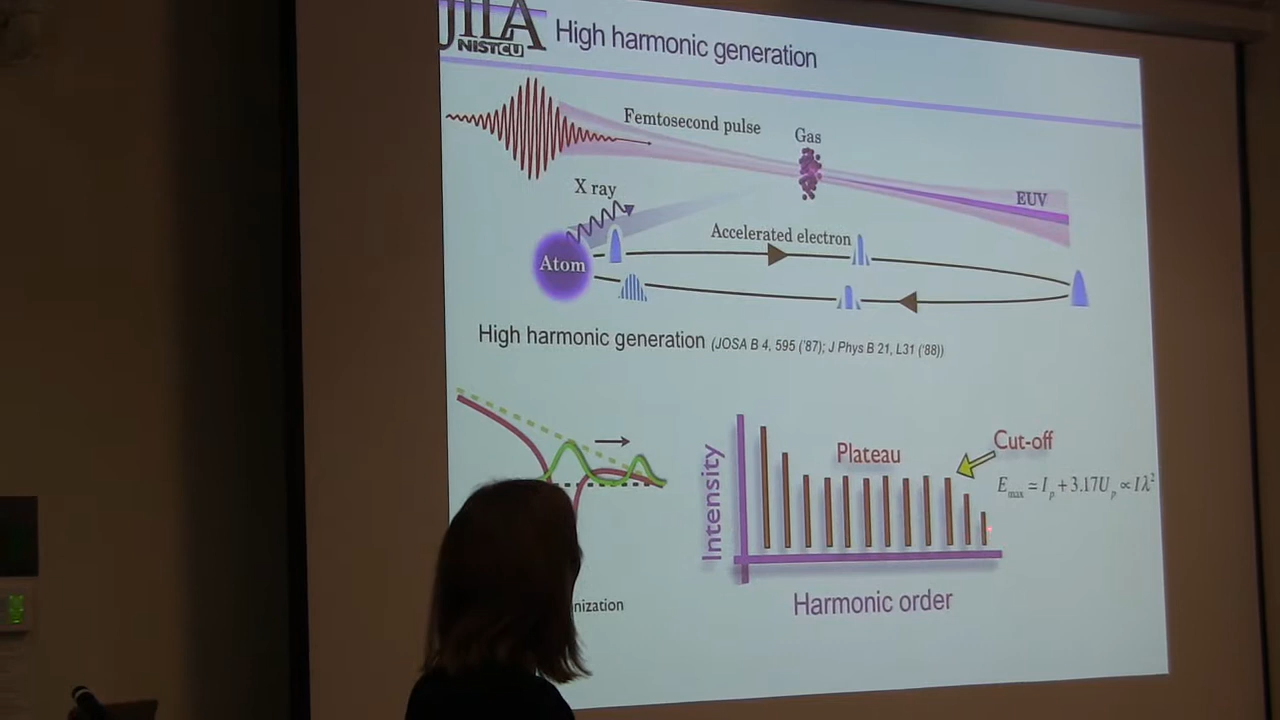 JILA
NIST-CU
High harmonic generation
Femtosecond pulse
Gas
X ray
EUV
Accelerated electron
Atom
High harmonic generation (JOSA B 4, 595 ('87); J Phys B 21, L31 ('88))
Cut-off
Plateau
E_max = I_p + 3.17U_p ∝ Iλ²
Intensity
nization
Harmonic order